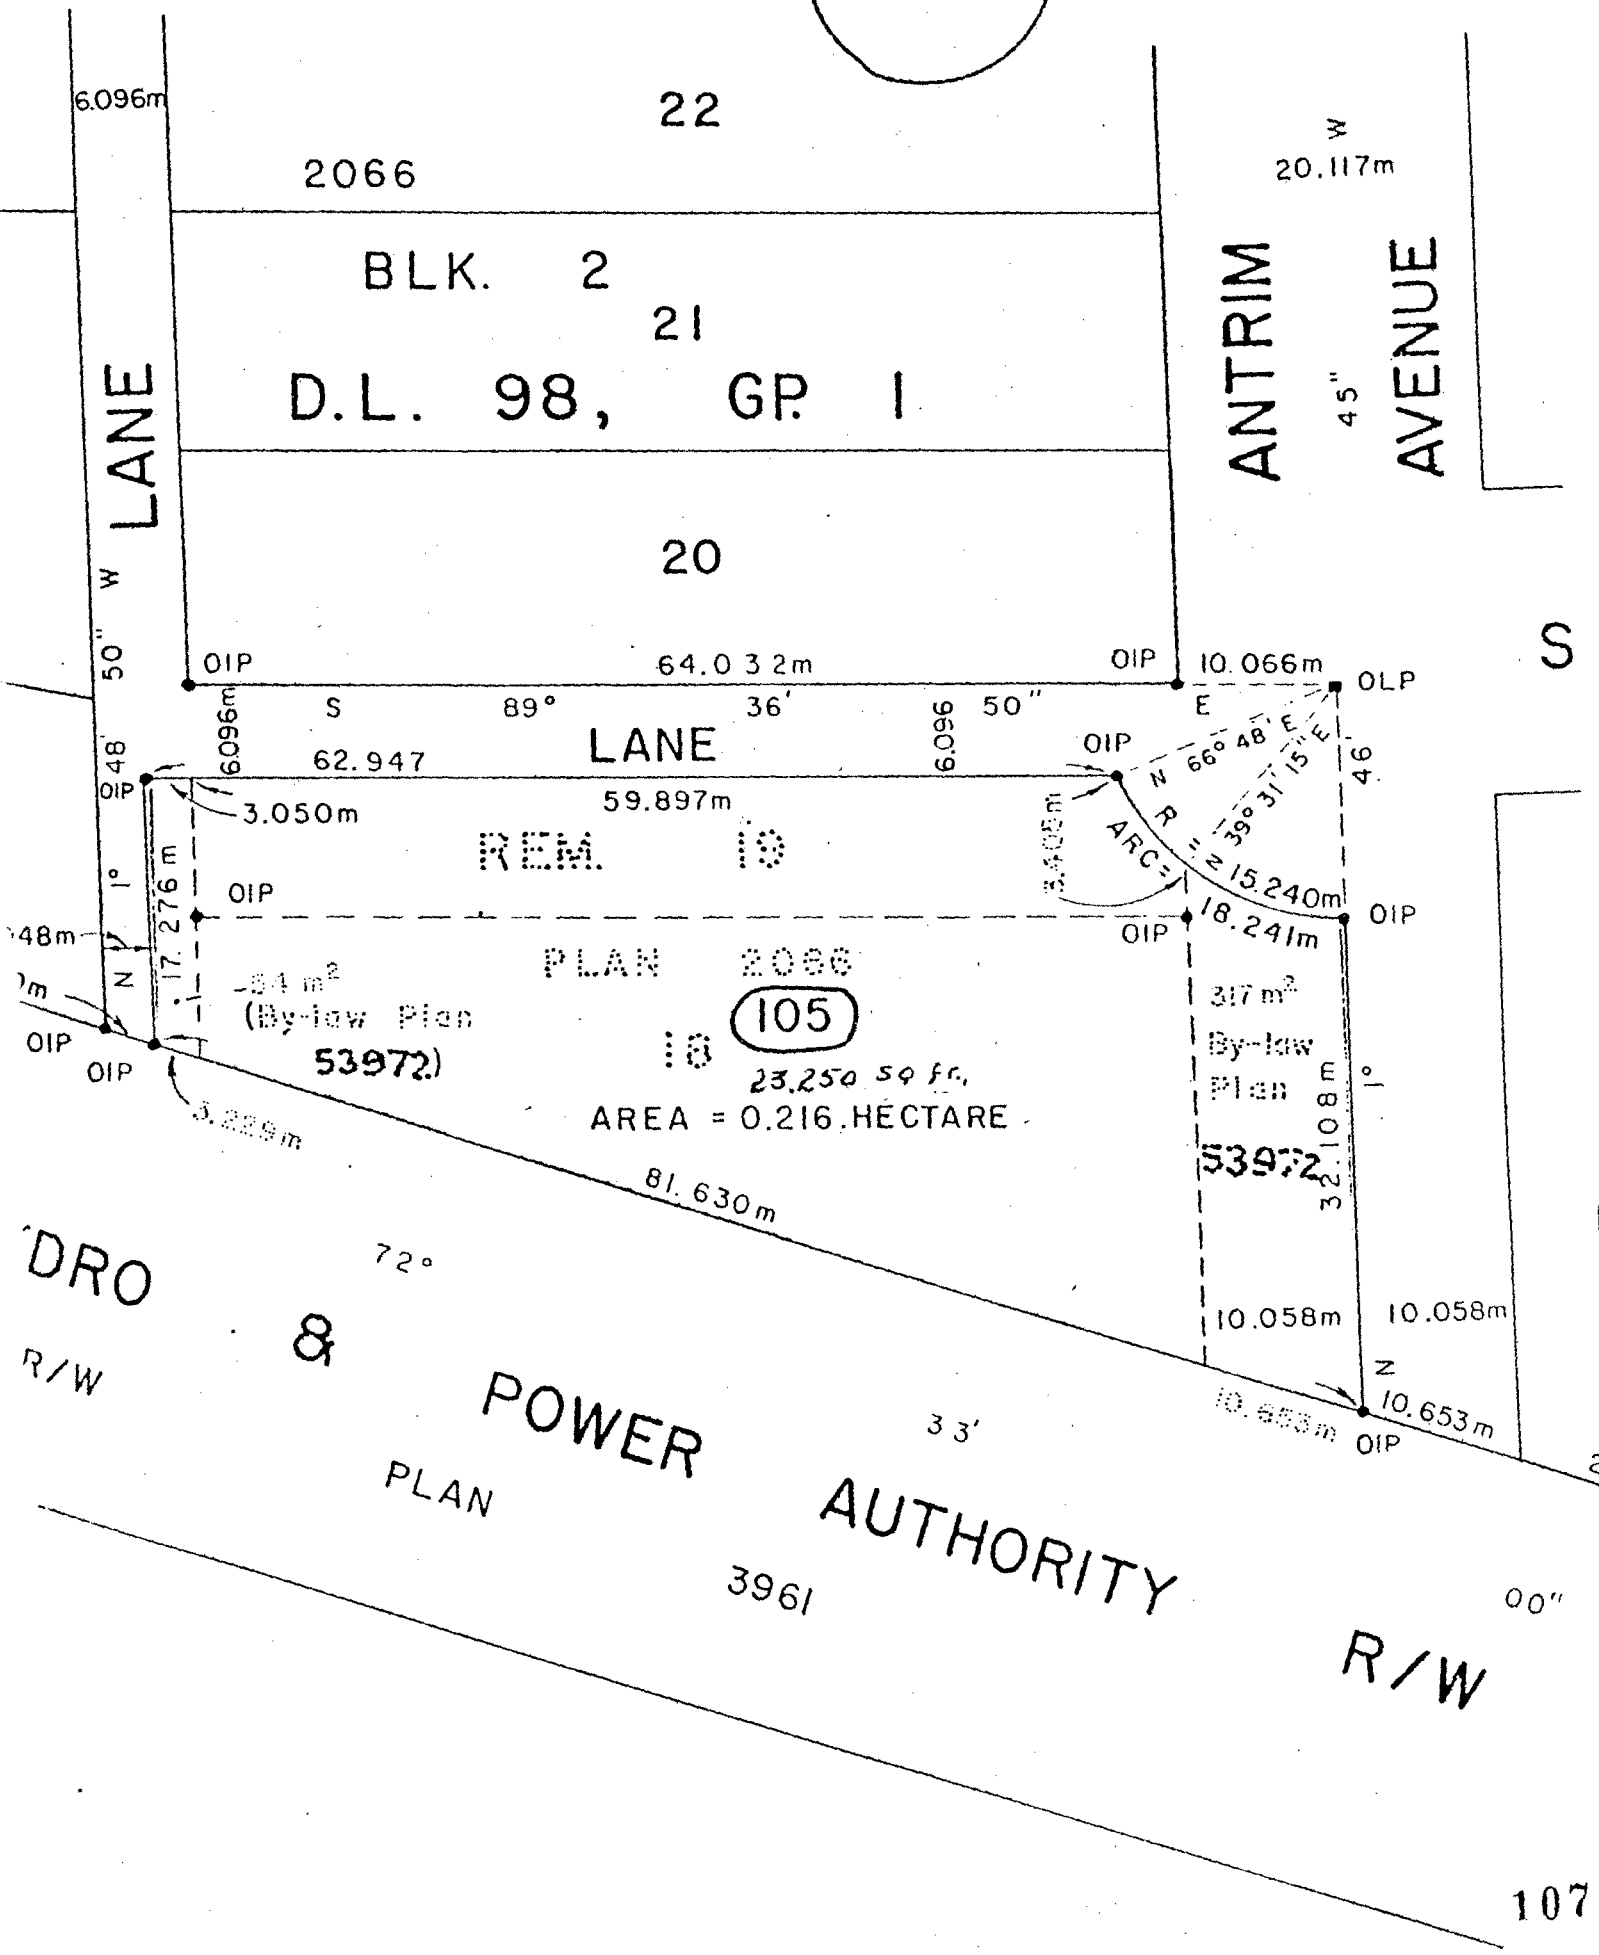 6.096m
22
W
20.117m
2066
BLK. 2
21
D.L. 98, GP. 1
ANTRIM
AVENUE
45"
LANE
20
W
50"
S
OIP
64.032m
OIP
10.066m
OLP
S 89° 36' 50" E
6.096m
LANE
6.096
48'
62.947
OIP
N 66° 48' E
46'
OIP
3.050m
59.897m
N 39° 31' 15" E
REM. 19
R = 15.240m
ARC = 18.241m
1°
17.276m
OIP
OIP
OIP
48m
N
PLAN 2066
317 m²
By-law
Plan
53972
m²
(By-law Plan
53972)
18
105
23,250 sq ft.
AREA = 0.216 HECTARE
m
OIP
OIP
3.229m
32.108m
1°
81.630m
DRO & POWER AUTHORITY R/W
72° 33' 00"
R/W
PLAN
3961
10.058m
10.058m
N
10.653m
10.653m
OIP
107